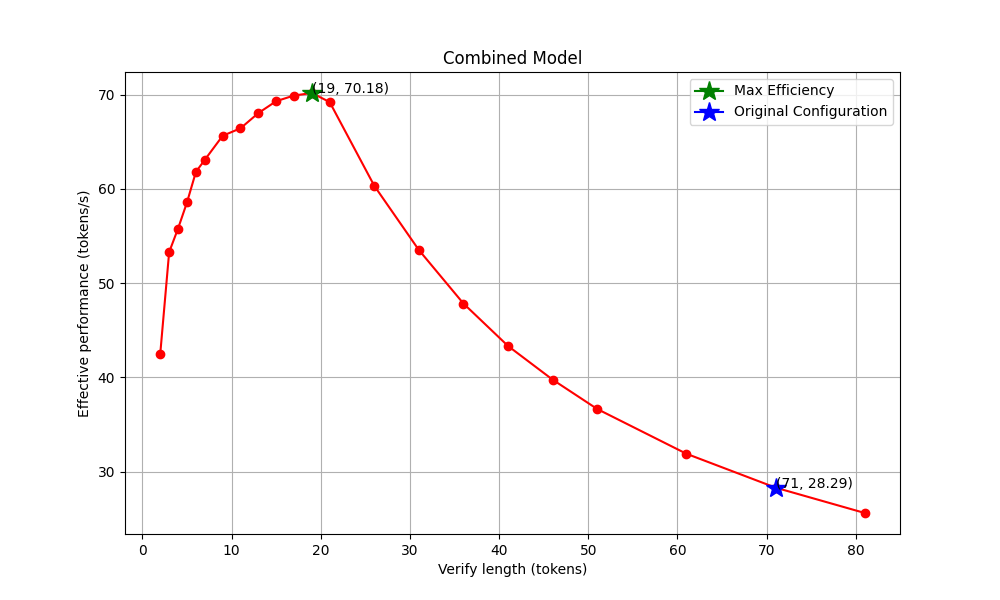 Combined Model
(19, 70.18)
Max Efficiency
Original Configuration
70
60
50
40
30
Effective performance (tokens/s)
(71, 28.29)
0 10 20 30 40 50 60 70 80
Verify length (tokens)